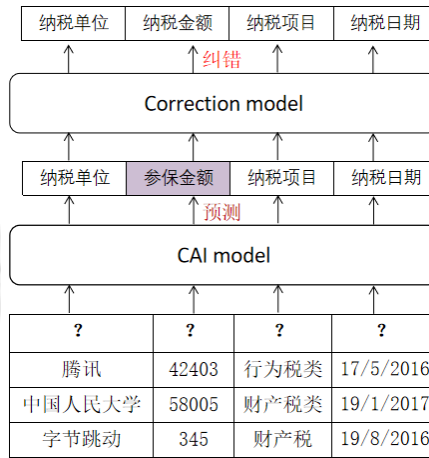 纳税单位 纳税金额 纳税项目 纳税日期
纠错
Correction model
纳税单位 参保金额 纳税项目 纳税日期
预测
CAI model
? ? ? ?
腾讯 42403 行为税类 17/5/2016
中国人民大学 58005 财产税类 19/1/2017
字节跳动 345 财产税 19/8/2016